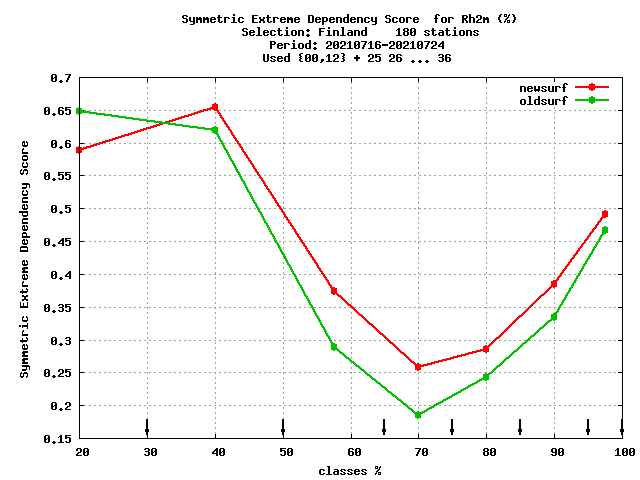 Symmetric Extreme Dependency Score  for Rh2m (%)
Selection: Finland    180 stations
Period: 20210716-20210724
Used {00,12} + 25 26 ... 36
newsurf
oldsurf
Symmetric Extreme Dependency Score
0.7
0.65
0.6
0.55
0.5
0.45
0.4
0.35
0.3
0.25
0.2
0.15
20 30 40 50 60 70 80 90 100
classes %